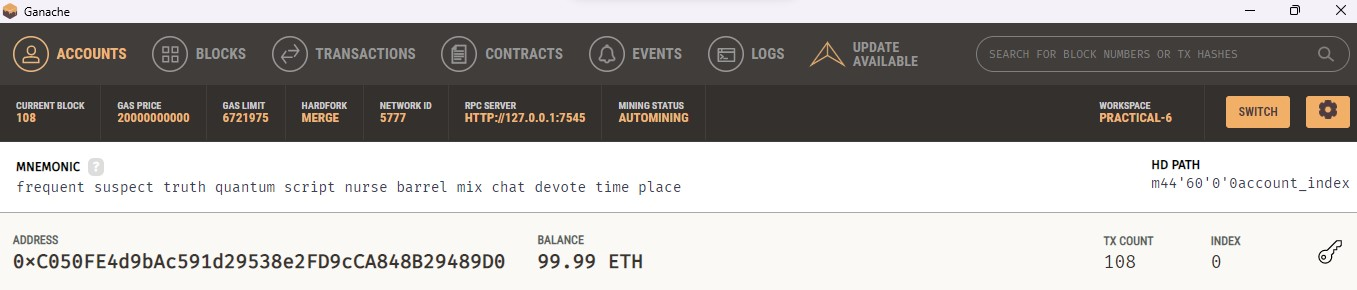 Ganache
ACCOUNTS BLOCKS TRANSACTIONS CONTRACTS EVENTS LOGS UPDATE AVAILABLE SEARCH FOR BLOCK NUMBERS OR TX HASHES
CURRENT BLOCK GAS PRICE GAS LIMIT HARDFORK NETWORK ID RPC SERVER MINING STATUS WORKSPACE
108 20000000000 6721975 MERGE 5777 HTTP://127.0.0.1:7545 AUTOMINING PRACTICAL-6 SWITCH
MNEMONIC ? HD PATH
frequent suspect truth quantum script nurse barrel mix chat devote time place m44'60'0'0account_index
ADDRESS BALANCE TX COUNT INDEX
0×C050FE4d9bAc591d29538e2FD9cCA848B29489D0 99.99 ETH 108 0